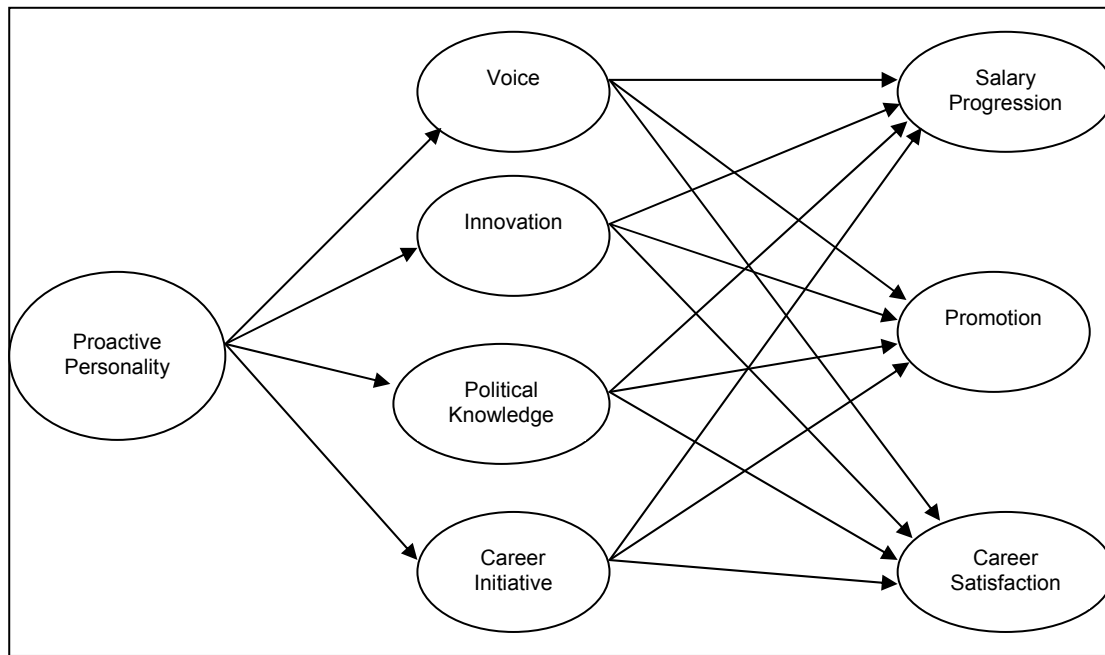 Voice
Salary
Progression
Innovation
Proactive
Personality
Promotion
Political
Knowledge
Career
Initiative
Career
Satisfaction